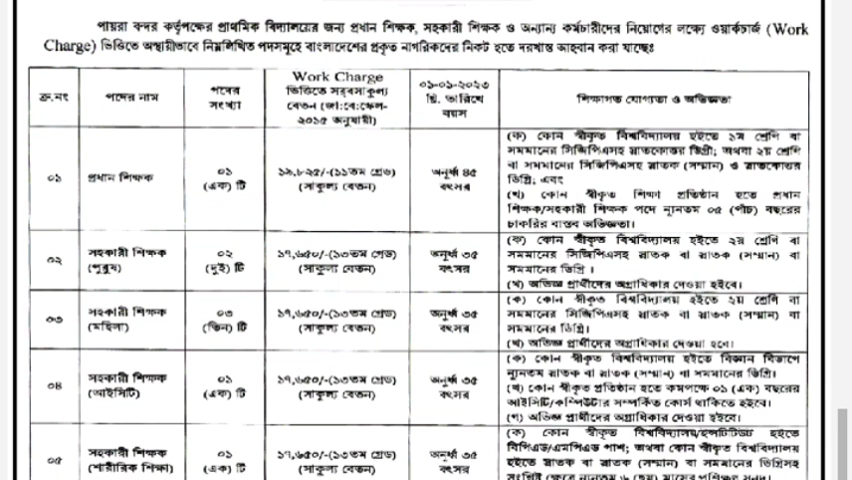 পায়রা বন্দর কর্তৃপক্ষের প্রাথমিক বিদ্যালয়ের জন্য প্রধান শিক্ষক, সহকারী শিক্ষক ও অন্যান্য কর্মচারীদের নিয়োগের লক্ষ্যে ওয়ার্কচার্জ (Work
Charge) ভিত্তিতে অস্থায়ীভাবে নিম্নলিখিত পদসমূহে বাংলাদেশের প্রকৃত নাগরিকদের নিকট হতে দরখাস্ত আহবান করা যাচ্ছেঃ
ক্র.নং
পদের নাম
পদের
সংখ্যা
Work Charge
ভিত্তিতে সর্বসাকুল্য
বেতন (জা:বে:স্কেল-
২০১৫ অনুযায়ী)
০১-০১-২০২৩
খ্রি. তারিখে
বয়স
শিক্ষাগত যোগ্যতা ও অভিজ্ঞতা
০১
প্রধান শিক্ষক
০১
(এক) টি
১৯,৮২৫/-(১১তম গ্রেড)
(সাকুল্য বেতন)
অনুর্ধ্ব ৪৫
বৎসর
(ক) কোন স্বীকৃত বিশ্ববিদ্যালয় হইতে ১ম শ্রেণি বা
সমমানের সিজিপিএসহ স্নাতকোত্তর ডিগ্রী; অথবা ২য় শ্রেণি
বা সমমানের সিজিপিএসহ স্নাতক (সম্মান) ও স্নাতকোত্তর
ডিগ্রি; এবং
(খ) কোন স্বীকৃত শিক্ষা প্রতিষ্ঠান হতে প্রধান
শিক্ষক/সহকারী শিক্ষক পদে ন্যূনতম ০৫ (পাঁচ) বছরের
চাকরির বাস্তব অভিজ্ঞতা।
০২
সহকারী শিক্ষক
(পুরুষ)
০২
(দুই) টি
১৭,৬৫০/-(১৩তম গ্রেড)
(সাকুল্য বেতন)
অনুর্ধ্ব ৩৫
বৎসর
(ক) কোন স্বীকৃত বিশ্ববিদ্যালয় হইতে ২য় শ্রেণি বা
সমমানের সিজিপিএসহ স্নাতক বা স্নাতক (সম্মান) বা
সমমানের ডিগ্রি ।
(খ) অভিজ্ঞ প্রার্থীদের অগ্রাধিকার দেওয়া হইবে।
০৩
সহকারী শিক্ষক
(মহিলা)
০৩
(তিন) টি
১৭,৬৫০/-(১৩তম গ্রেড)
(সাকুল্য বেতন)
অনুর্ধ্ব ৩৫
বৎসর
(ক) কোন স্বীকৃত বিশ্ববিদ্যালয় হইতে ২য় শ্রেণি বা
সমমানের সিজিপিএসহ স্নাতক বা স্নাতক (সম্মান) বা
সমমানের ডিগ্রি।
(খ) অভিজ্ঞ প্রার্থীদের অগ্রাধিকার দেওয়া হবে।
০৪
সহকারী শিক্ষক
(আইসিটি)
০১
(এক) টি
১৭,৬৫০/-(১৩তম গ্রেড)
(সাকুল্য বেতন)
অনুর্ধ্ব ৩৫
বৎসর
(ক) কোন স্বীকৃত বিশ্ববিদ্যালয় হইতে বিজ্ঞান বিভাগে
ন্যূনতম স্নাতক বা স্নাতক (সম্মান) বা সমমানের ডিগ্রি।
(খ) কোন স্বীকৃত প্রতিষ্ঠান হতে কমপক্ষে ০১ (এক) বছরের
আইসিটি/কম্পিউটার সম্পর্কিত কোর্স থাকিতে হইবে।
(গ) অভিজ্ঞ প্রার্থীদের অগ্রাধিকার দেওয়া হইবে।
০৫
সহকারী শিক্ষক
(শারীরিক শিক্ষা)
০১
(এক) টি
১৭,৬৫০/-(১৩তম গ্রেড)
(সাকুল্য বেতন)
অনুর্ধ্ব ৩৫
বৎসর
(ক) কোন স্বীকৃত বিশ্ববিদ্যালয়/ইন্সটিটিউট হইতে
বিপিএড/এমপিএড পাশ; অথবা কোন স্বীকৃত বিশ্ববিদ্যালয়
হইতে স্নাতক বা স্নাতক (সম্মান) বা সমমানের ডিগ্রিসহ